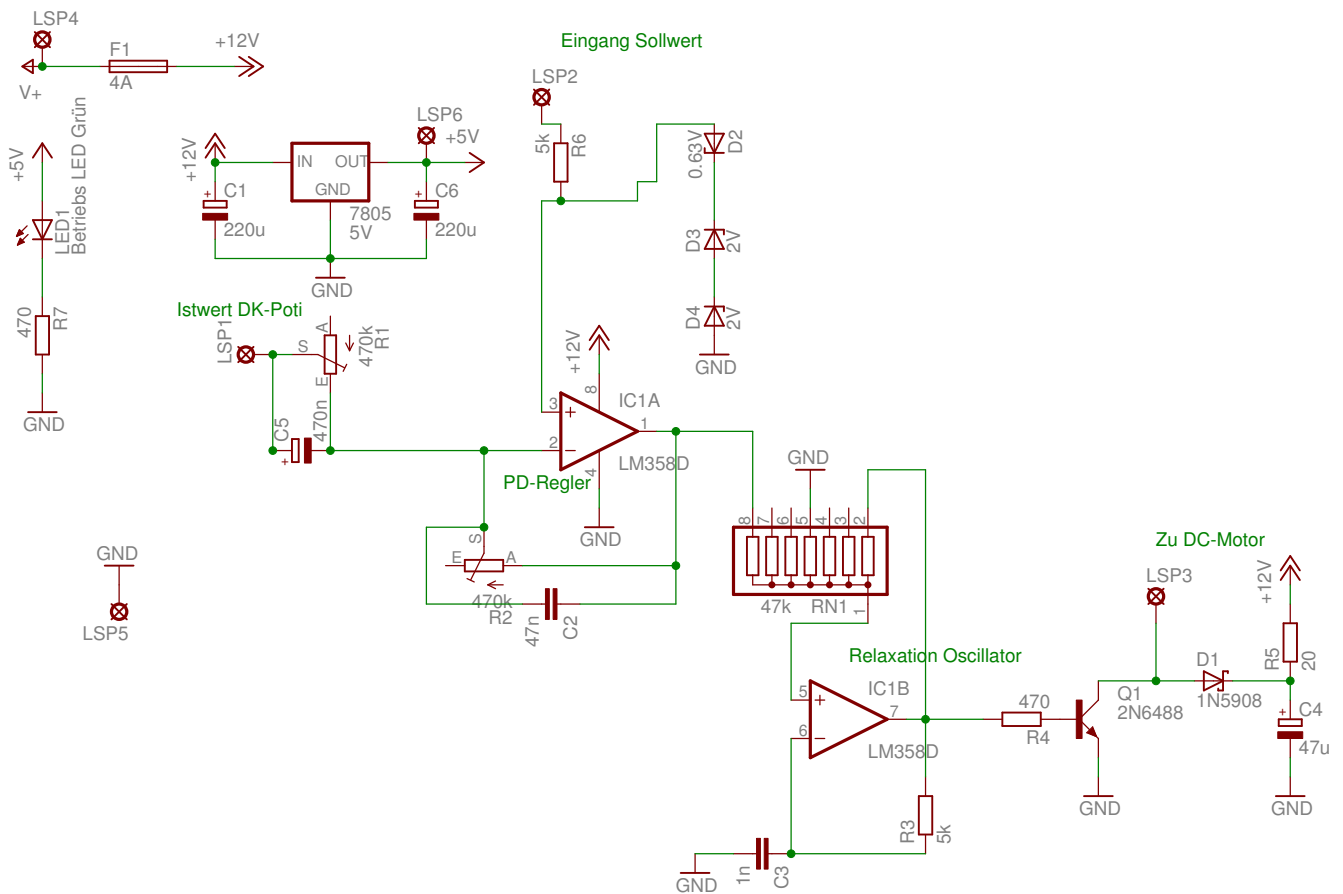 LSP4
F1
4A
+12V
V+
Eingang Sollwert
LSP2
5k
R6
0.63V
D2
D3
2V
D4
2V
GND
+5V
LED1
Betriebs LED Grün
470
R7
GND
+12V
C1
+
220u
IN
OUT
GND
7805
5V
LSP6
+5V
C6
+
220u
GND
Istwert DK-Poti
LSP1
S
A
E
470k
R1
C5
+
470n
+12V
8
3
+
2
−
1
4
IC1A
LM358D
PD-Regler
GND
S
E
A
470k
R2
47n
C2
GND
LSP5
GND
8
7
6
5
4
3
2
47k
RN1
1
Relaxation Oscillator
IC1B
5
+
6
−
7
LM358D
470
R4
R3
5k
GND
1n
C3
Zu DC-Motor
LSP3
+12V
R5
20
D1
1N5908
Q1
2N6488
GND
C4
+
47u
GND